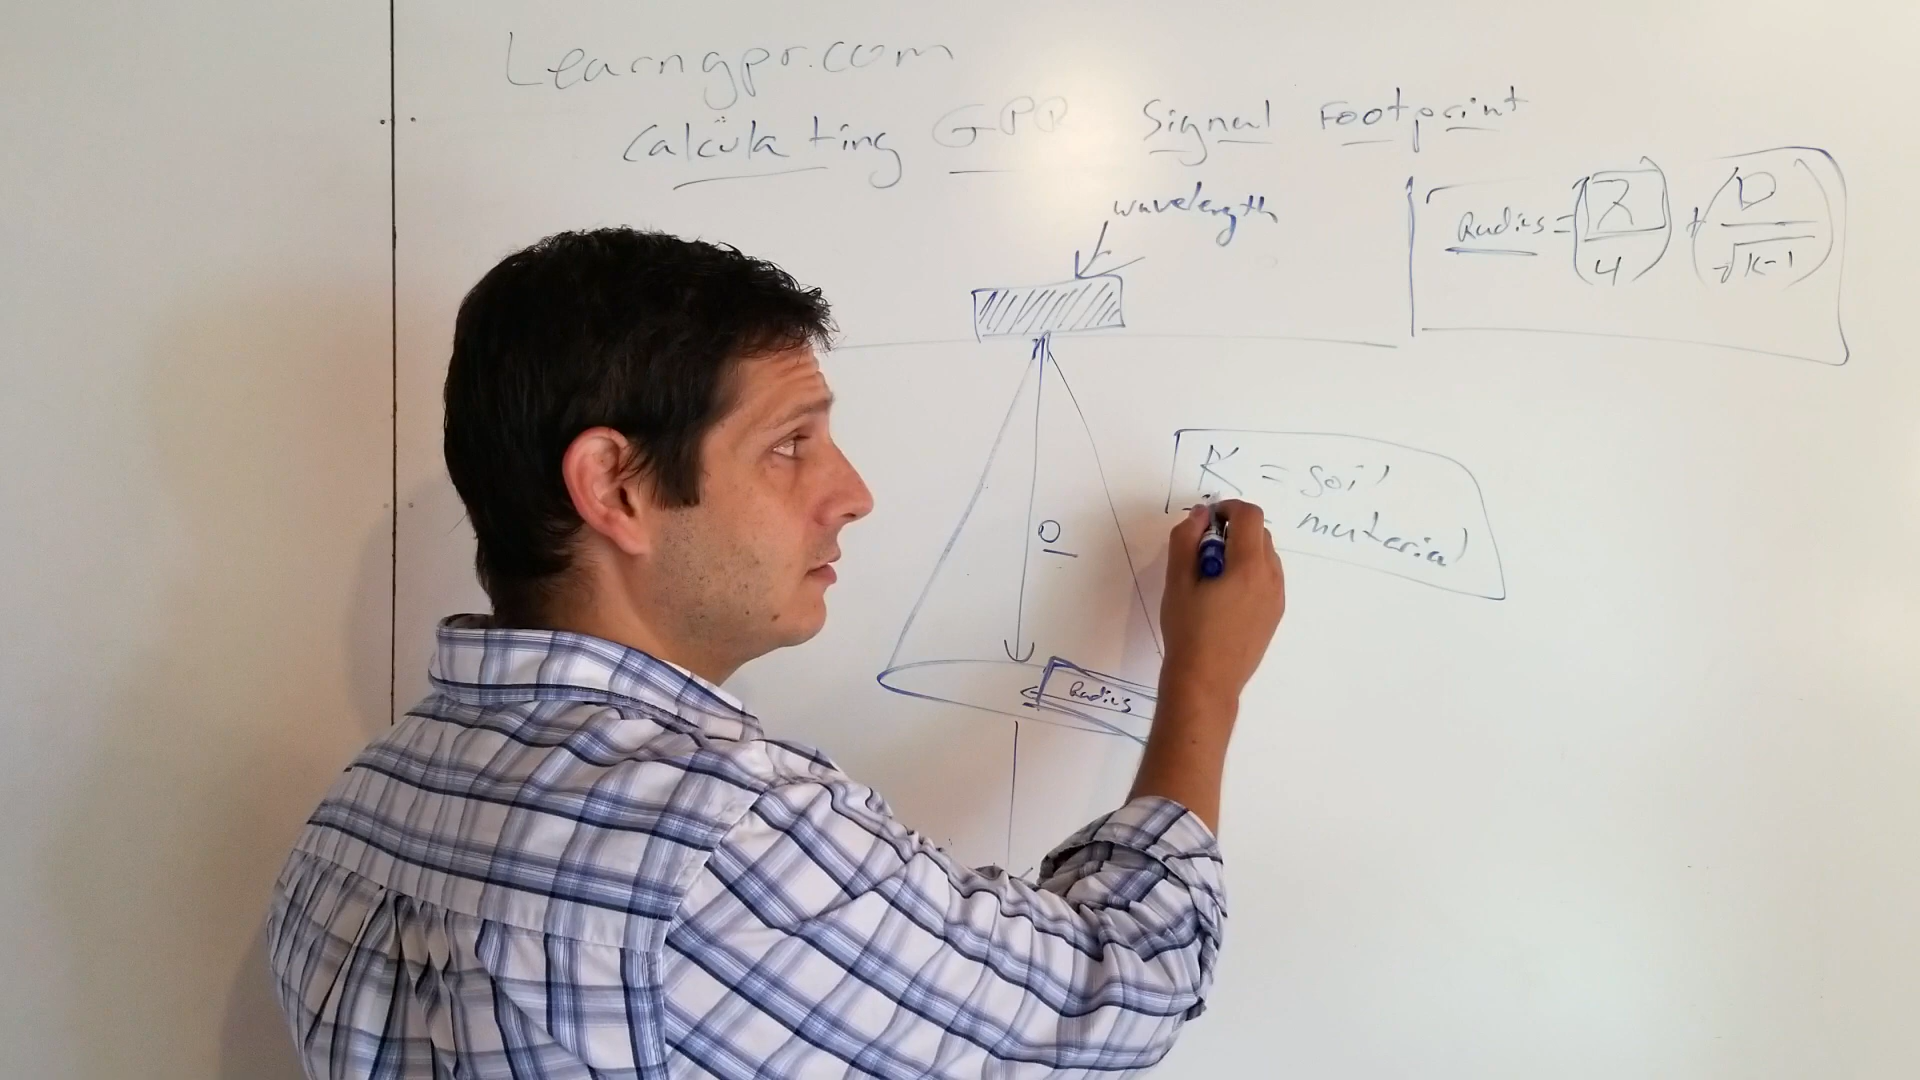 Learngpr.com
Calculating GPR Signal Footprint
wavelength
Radius = (λ/4) + (D/√K-1)
K = soil
= material
D
Radius